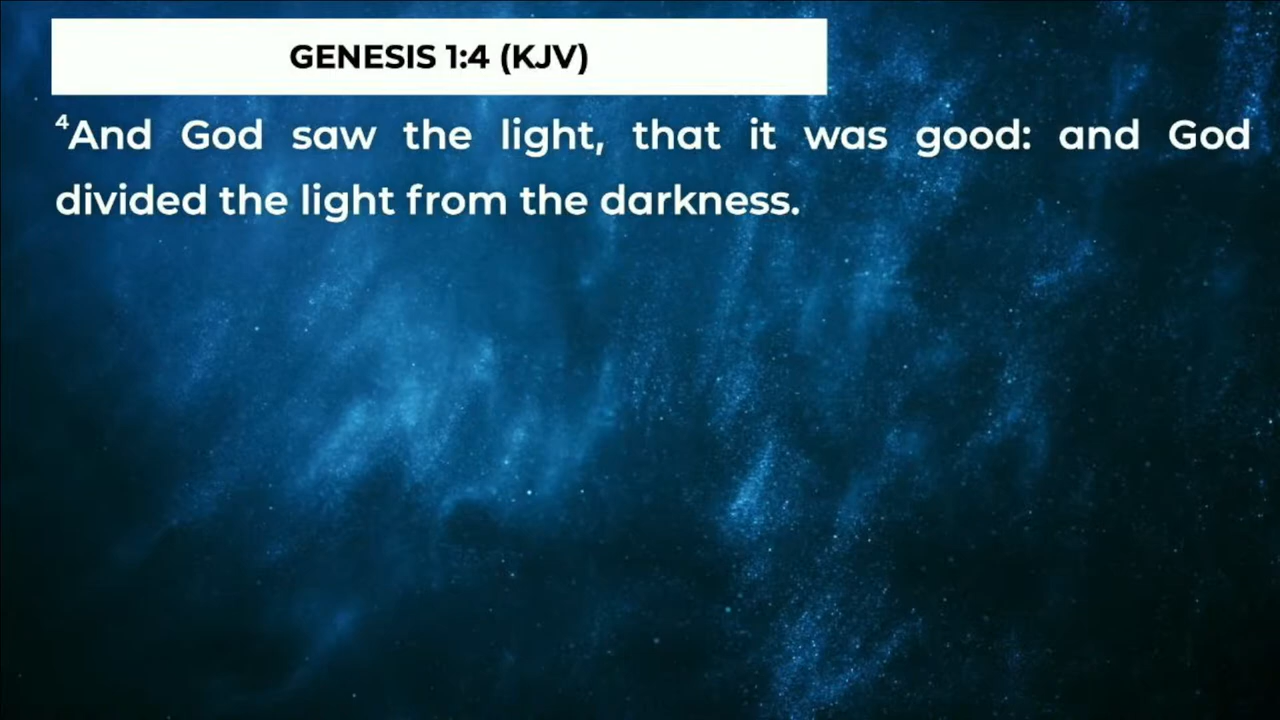 GENESIS 1:4 (KJV)
⁴And God saw the light, that it was good: and God
divided the light from the darkness.